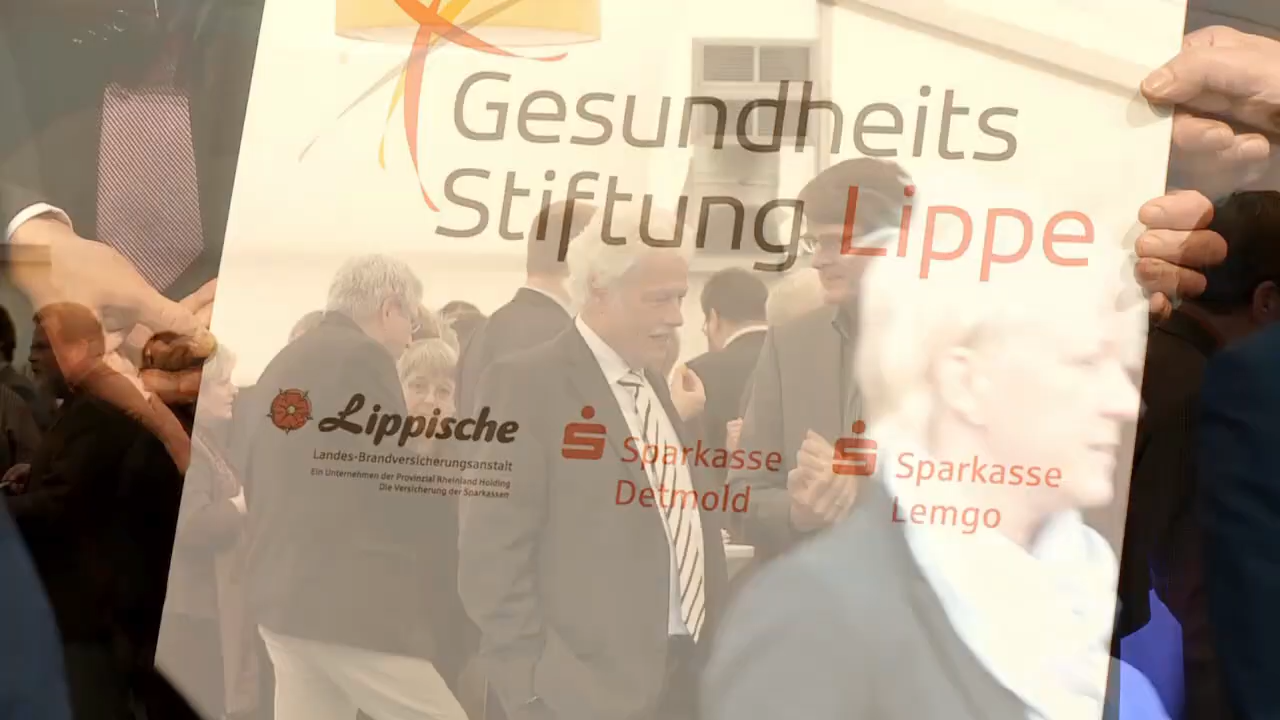 Gesundheits
Stiftung Lippe
Lippische
Landes-Brandversicherungsanstalt
Ein Unternehmen der Provinzial Rheinland Holding
Die Versicherung der Sparkassen
Sparkasse
Detmold
Sparkasse
Lemgo